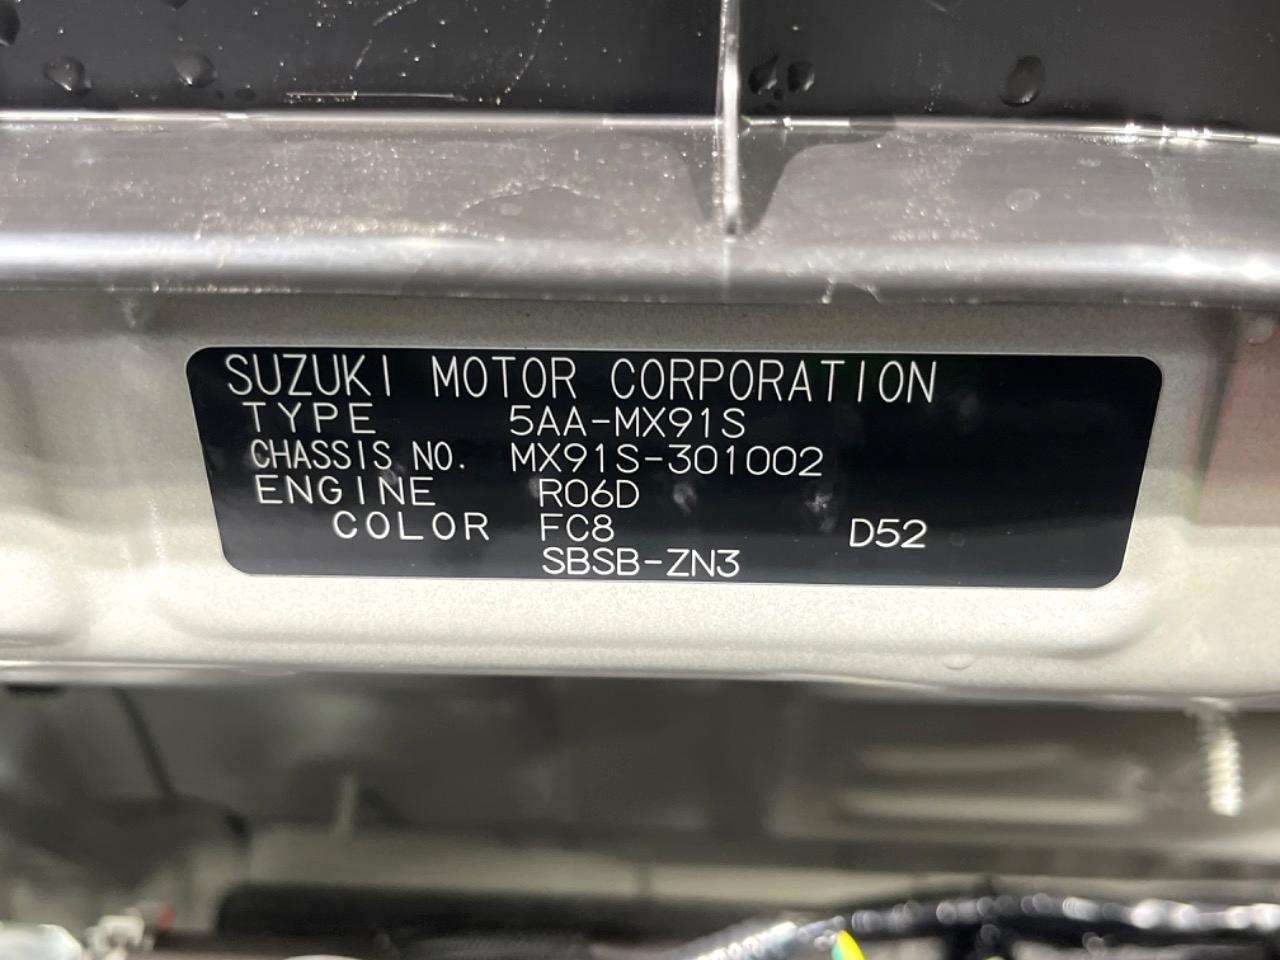 SUZUKI MOTOR CORPORATION
TYPE 5AA-MX91S
CHASSIS NO. MX91S-301002
ENGINE R06D
COLOR FC8 D52
SBSB-ZN3